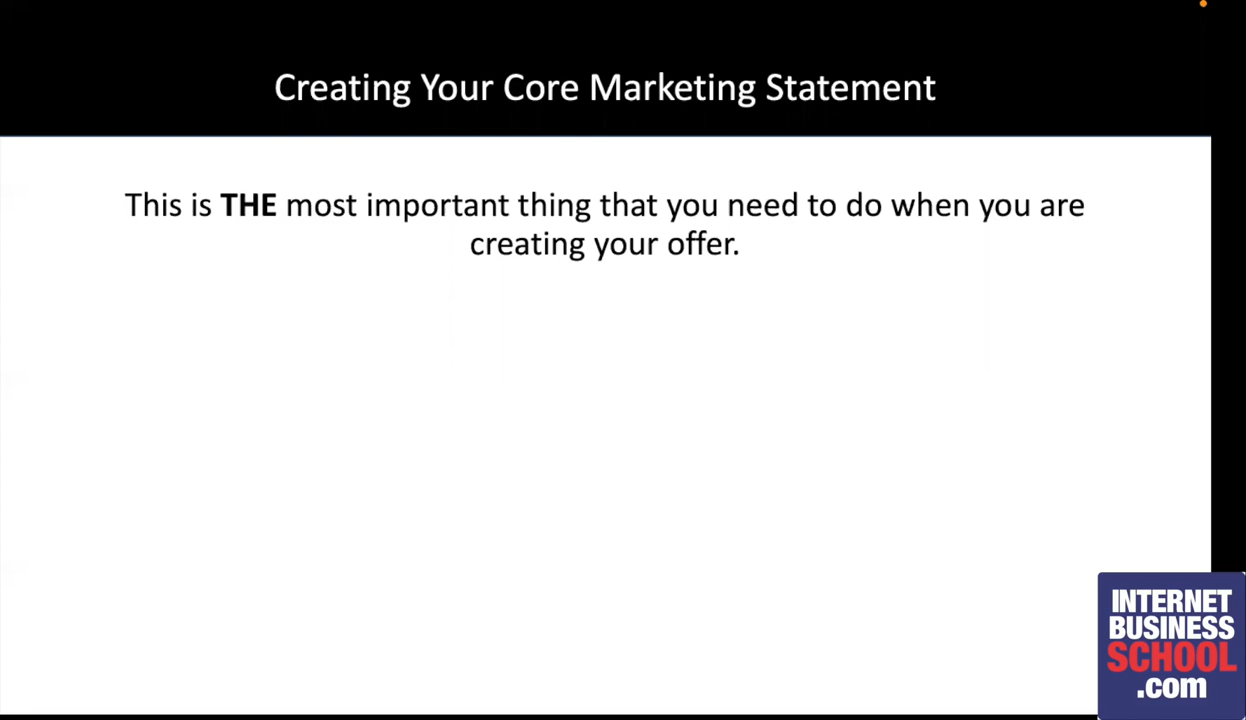 Creating Your Core Marketing Statement
This is THE most important thing that you need to do when you are
creating your offer.
INTERNET
BUSINESS
SCHOOL
.com